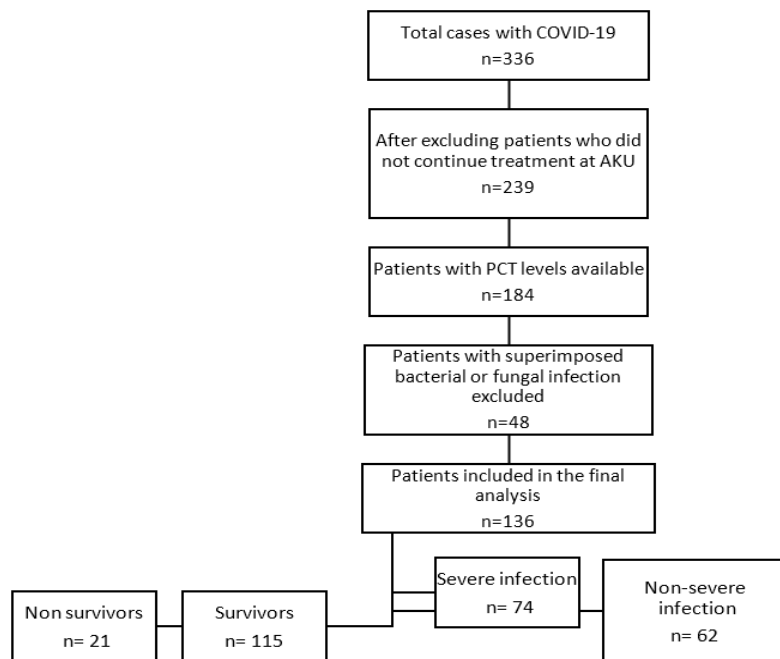 Total cases with COVID-19
n=336
After excluding patients who did
not continue treatment at AKU
n=239
Patients with PCT levels available
n=184
Patients with superimposed
bacterial or fungal infection
excluded
n=48
Patients included in the final
analysis
n=136
Non survivors
n= 21
Survivors
n= 115
Severe infection
n= 74
Non-severe
infection
n= 62